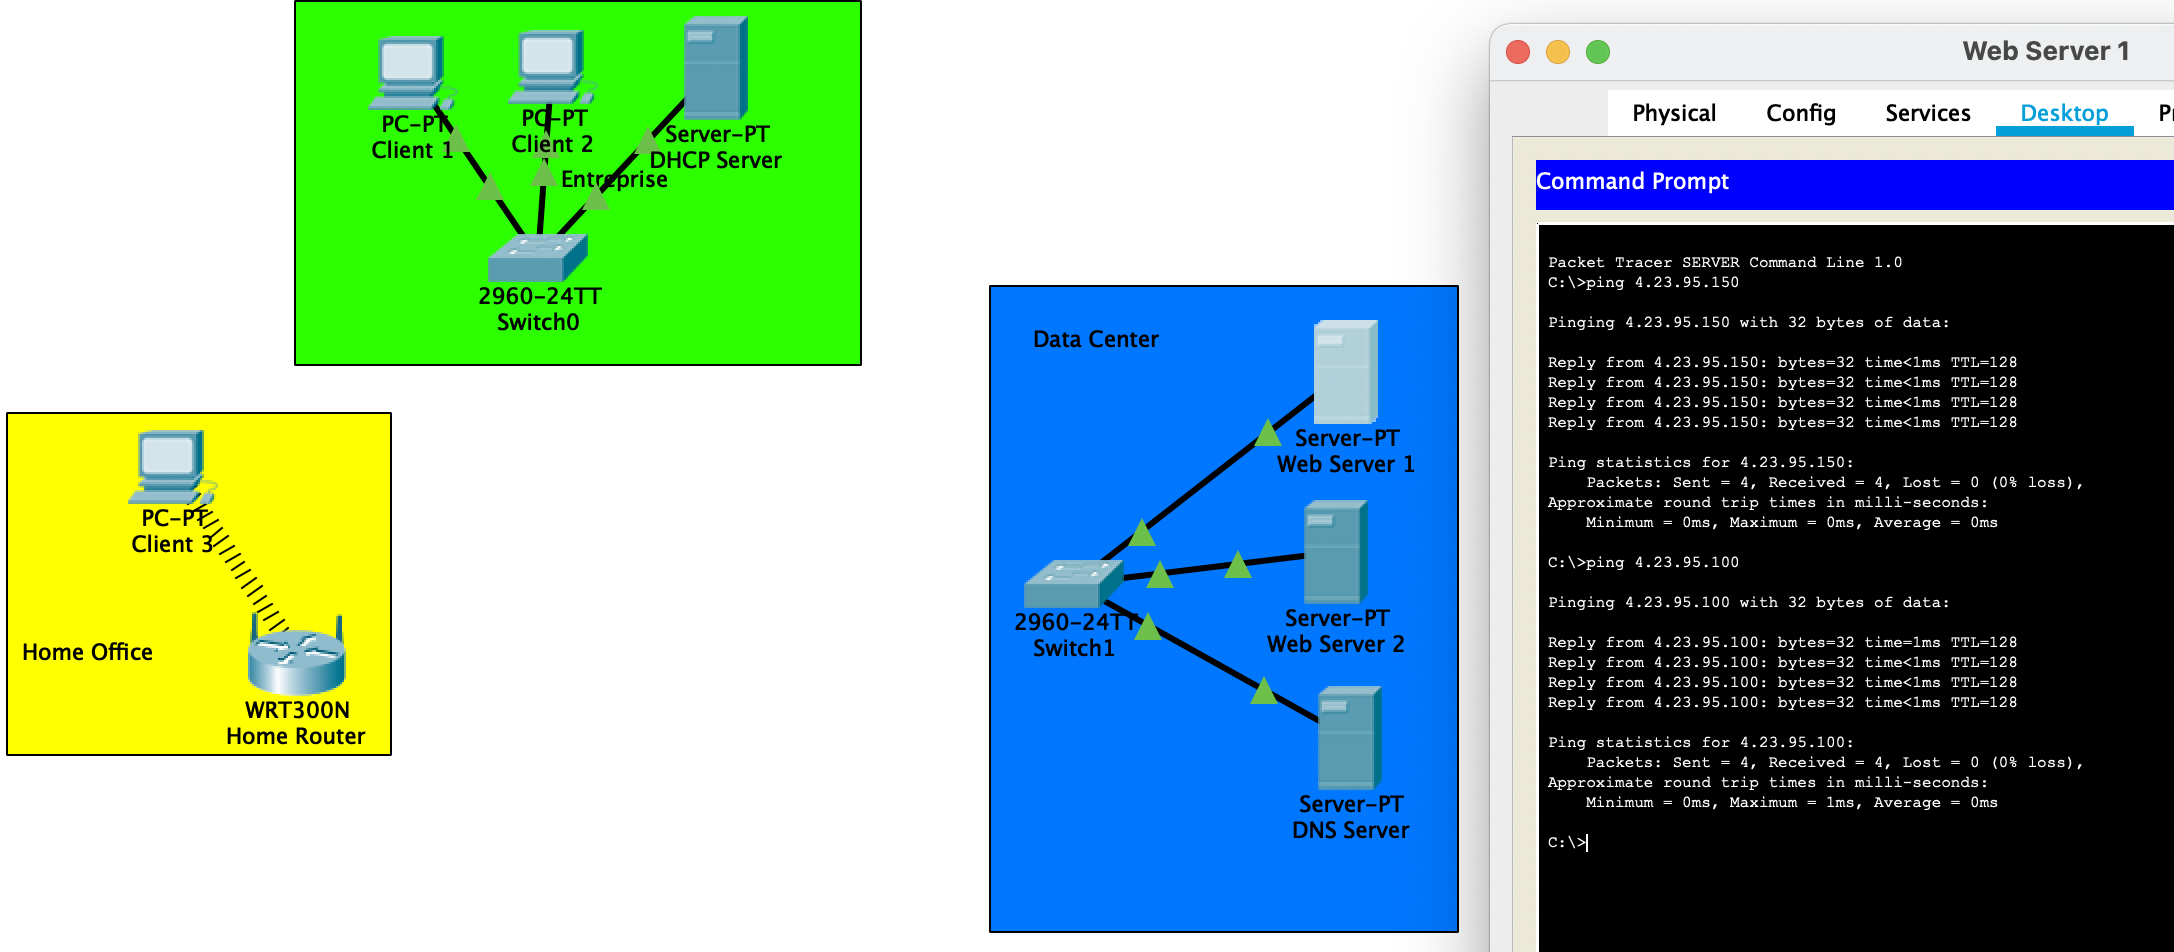 PC-PT
Client 1
PC-PT
Client 2
Server-PT
DHCP Server
Entreprise
2960-24TT
Switch0
PC-PT
Client 3
Home Office
WRT300N
Home Router
Data Center
Server-PT
Web Server 1
Server-PT
Web Server 2
2960-24TT
Switch1
Server-PT
DNS Server
Web Server 1
Physical Config Services Desktop
Command Prompt
Packet Tracer SERVER Command Line 1.0
C:\>ping 4.23.95.150
Pinging 4.23.95.150 with 32 bytes of data:
Reply from 4.23.95.150: bytes=32 time<1ms TTL=128
Reply from 4.23.95.150: bytes=32 time<1ms TTL=128
Reply from 4.23.95.150: bytes=32 time<1ms TTL=128
Reply from 4.23.95.150: bytes=32 time<1ms TTL=128
Ping statistics for 4.23.95.150:
Packets: Sent = 4, Received = 4, Lost = 0 (0% loss),
Approximate round trip times in milli-seconds:
Minimum = 0ms, Maximum = 0ms, Average = 0ms
C:\>ping 4.23.95.100
Pinging 4.23.95.100 with 32 bytes of data:
Reply from 4.23.95.100: bytes=32 time=1ms TTL=128
Reply from 4.23.95.100: bytes=32 time<1ms TTL=128
Reply from 4.23.95.100: bytes=32 time<1ms TTL=128
Reply from 4.23.95.100: bytes=32 time<1ms TTL=128
Ping statistics for 4.23.95.100:
Packets: Sent = 4, Received = 4, Lost = 0 (0% loss),
Approximate round trip times in milli-seconds:
Minimum = 0ms, Maximum = 1ms, Average = 0ms
C:\>